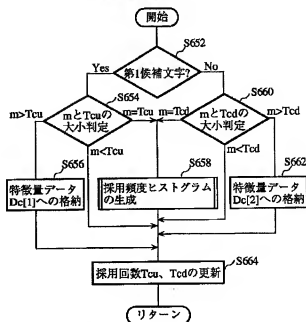 開始
S652
第1候補文字?
Yes
No
S654
S660
mとTcuの
大小判定
mとTcdの
大小判定
m>Tcu
m=Tcu
m=Tcd
m>Tcd
m<Tcu
m<Tcd
S656
S658
S662
特徴量データ
Dc[1]への格納
採用頻度ヒストグラム
の生成
特徴量データ
Dc[2]への格納
S664
採用回数Tcu、Tcdの更新
リターン